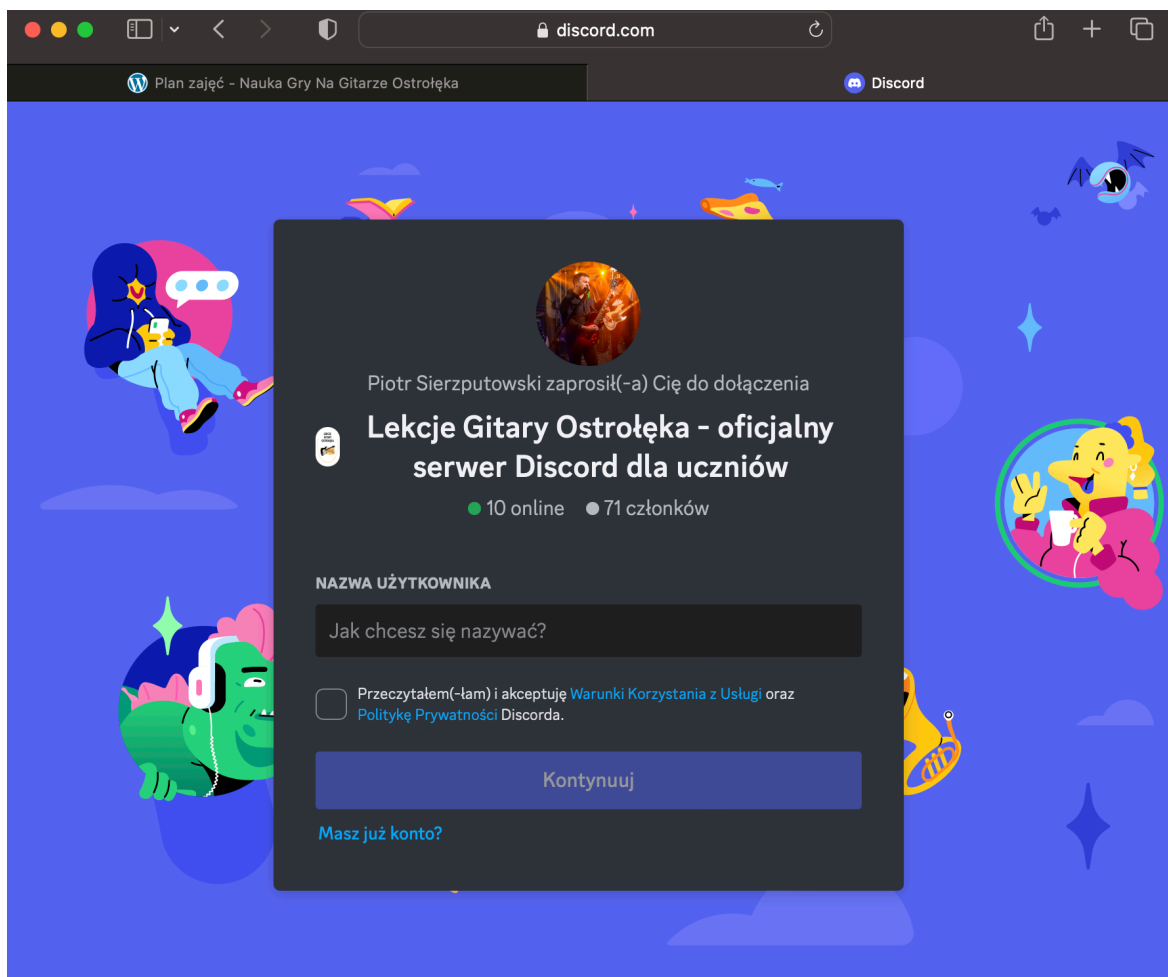 discord.com
Plan zajęć - Nauka Gry Na Gitarze Ostrołęka
Discord
Piotr Sierzputowski zaprosił(-a) Cię do dołączenia
Lekcje Gitary Ostrołęka - oficjalny
serwer Discord dla uczniów
10 online 71 członków
NAZWA UŻYTKOWNIKA
Jak chcesz się nazywać?
Przeczytałem(-łam) i akceptuję Warunki Korzystania z Usługi oraz
Politykę Prywatności Discorda.
Kontynuuj
Masz już konto?